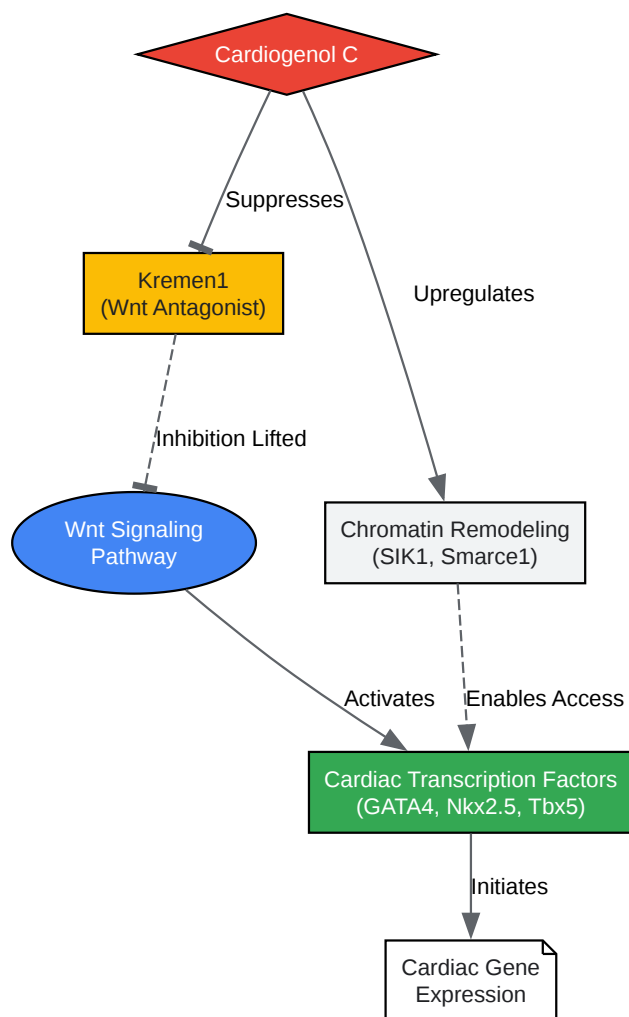 Cardiogenol C
Suppresses
Kremen1
(Wnt Antagonist)
Upregulates
Inhibition Lifted
Wnt Signaling
Pathway
Chromatin Remodeling
(SIK1, Smarce1)
Activates
Enables Access
Cardiac Transcription Factors
(GATA4, Nkx2.5, Tbx5)
Initiates
Cardiac Gene
Expression